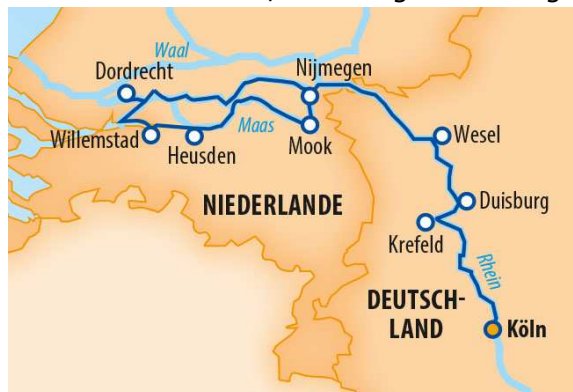 Waal
Dordrecht
Nijmegen
Willemstad
Heusden
Maas
Mook
Wesel
NIEDERLANDE
Duisburg
Krefeld
Rhein
DEUTSCH-
LAND
Köln